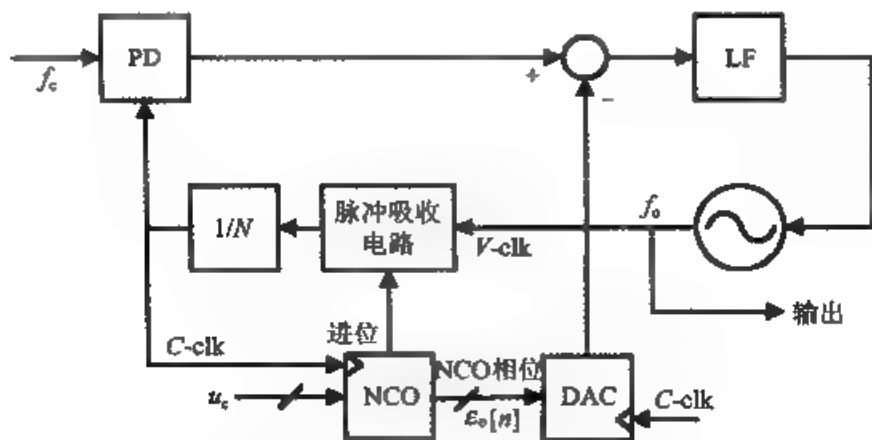 PD
+
−
LF
f_c
1/N
脉冲吸收
电路
V-clk
f_o
输出
进位
C-clk
NCO相位
u_c
NCO
ε_o[n]
DAC
C-clk